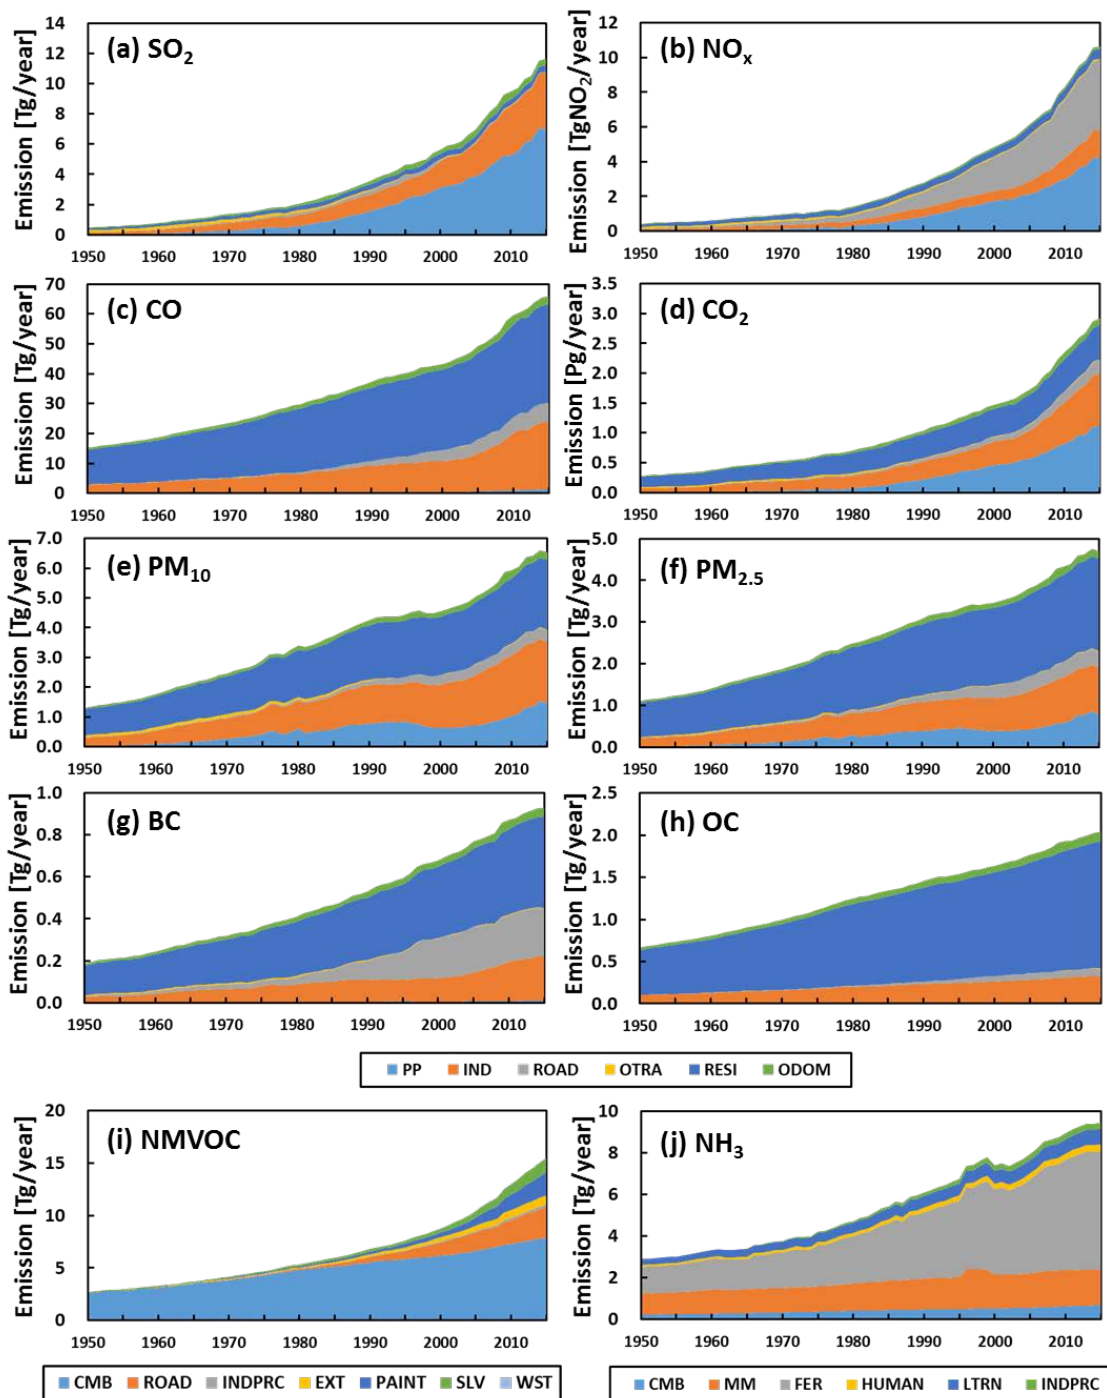 (a) SO2
Emission [Tg/year]
14
12
10
8
6
4
2
0
1950 1960 1970 1980 1990 2000 2010
(b) NOx
Emission [TgNO2/year]
12
10
8
6
4
2
0
1950 1960 1970 1980 1990 2000 2010
(c) CO
Emission [Tg/year]
70
60
50
40
30
20
10
0
1950 1960 1970 1980 1990 2000 2010
(d) CO2
Emission [Pg/year]
3.5
3.0
2.5
2.0
1.5
1.0
0.5
0.0
1950 1960 1970 1980 1990 2000 2010
(e) PM10
Emission [Tg/year]
7.0
6.0
5.0
4.0
3.0
2.0
1.0
0.0
1950 1960 1970 1980 1990 2000 2010
(f) PM2.5
Emission [Tg/year]
5.0
4.0
3.0
2.0
1.0
0.0
1950 1960 1970 1980 1990 2000 2010
(g) BC
Emission [Tg/year]
1.0
0.8
0.6
0.4
0.2
0.0
1950 1960 1970 1980 1990 2000 2010
(h) OC
Emission [Tg/year]
2.5
2.0
1.5
1.0
0.5
0.0
1950 1960 1970 1980 1990 2000 2010
PP IND ROAD OTRA RESI ODOM
(i) NMVOC
Emission [Tg/year]
20
15
10
5
0
1950 1960 1970 1980 1990 2000 2010
(j) NH3
Emission [Tg/year]
10
8
6
4
2
0
1950 1960 1970 1980 1990 2000 2010
CMB ROAD INDPRC EXT PAINT SLV WST
CMB MM FER HUMAN LTRN INDPRC